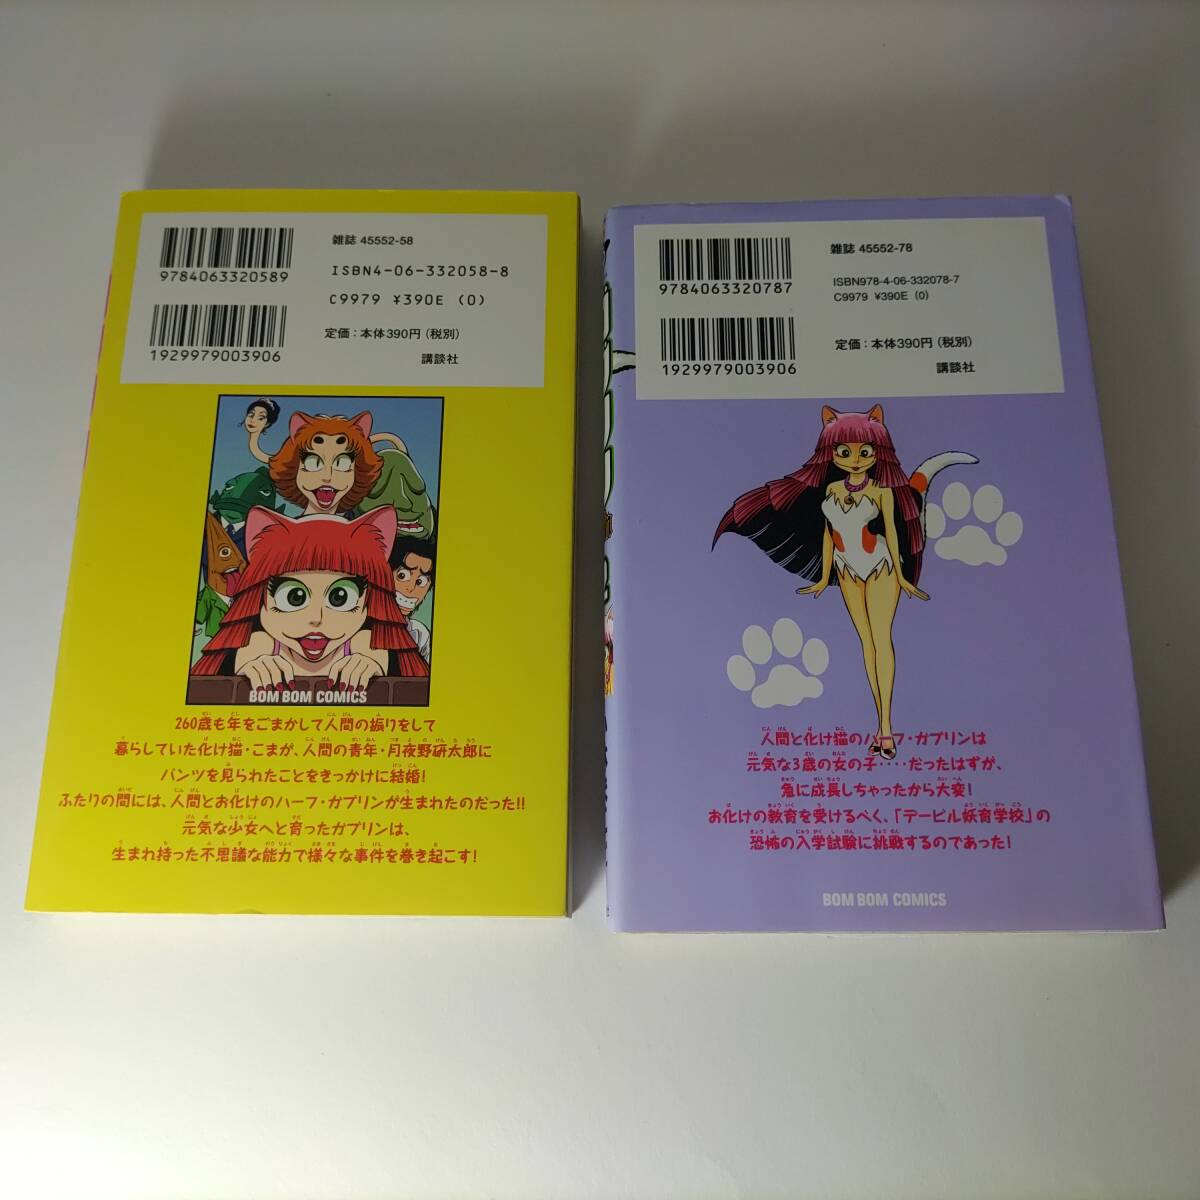 雑誌 45552-58
9784063320589
ISBN4-06-332058-8
C9979 ¥390E (0)
1929979003906
定価：本体390円(税別)
講談社
BOM BOM COMICS
260歳も年をごまかして人間の振りをして
暮らしていた化け猫・こまが、人間の青年・月夜野研太郎に
パンツを見られたことをきっかけに結婚!
ふたりの間には、人間とお化けのハーフ・ガブリンが生まれたのだった!!
元気な少女へと育ったガブリンは、
生まれ持った不思議な能力で様々な事件を巻き起こす!
雑誌 45552-78
9784063320787
ISBN978-4-06-332078-7
C9979 ¥390E (0)
1929979003906
定価：本体390円(税別)
講談社
人間と化け猫のハーフ・ガブリンは
元気な3歳の女の子・・・・だったはずが、
急に成長しちゃったから大変!
お化けの教育を受けるべく、「テービル妖育学校」の
恐怖の入学試験に挑戦するのであった!
BOM BOM COMICS